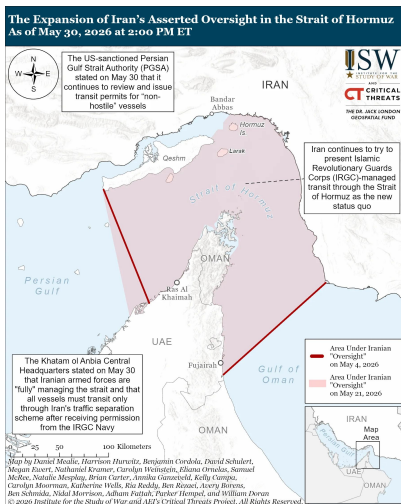 The Expansion of Iran's Asserted Oversight in the Strait of Hormuz
As of May 30, 2026 at 2:00 PM ET
N
W
E
S
The US-sanctioned Persian
Gulf Strait Authority (PGSA)
stated on May 30 that it
continues to review and issue
transit permits for "non-
hostile" vessels
ISW
INSTITUTE FOR THE
STUDY OF WAR
AND
CT CRITICAL
THREATS
THE DR. JACK LONDON
GEOSPATIAL FUND
IRAN
Bandar
Abbas
Hormuz
Is.
Larak
Qeshm
Iran continues to try to
present Islamic
Revolutionary Guards
Corps (IRGC)-managed
transit through the Strait
of Hormuz as the new
status quo
Strait of Hormuz
OMAN
Persian
Gulf
Ras Al
Khaimah
UAE
Fujairah
Gulf of
Oman
OMAN
Area Under Iranian
"Oversight"
on May 4, 2026
Area Under Iranian
"Oversight"
on May 21, 2026
The Khatam ol Anbia Central
Headquarters stated on May 30
that Iranian armed forces are
"fully" managing the strait and that
all vessels must transit only
through Iran's traffic separation
scheme after receiving permission
from the IRGC Navy
0 25 50 100 Kilometers
IRAN
Map
Area
UAE
OMAN
Map by Daniel Mealie, Harrison Hurwitz, Benjamin Cordola, David Schulert,
Megan Ewert, Nathaniel Kramer, Carolyn Weinstein, Eliana Ornelas, Samuel
McRee, Natalie Mesplay, Brian Carter, Annika Ganzeveld, Kelly Campa,
Carolyn Moorman, Katherine Wells, Ria Reddy, Ben Rezaei, Avery Borens,
Ben Schmida, Nidal Morrison, Adham Fattah, Parker Hempel, and William Doran
© 2026 Institute for the Study of War and AEI's Critical Threats Project. All Rights Reserved